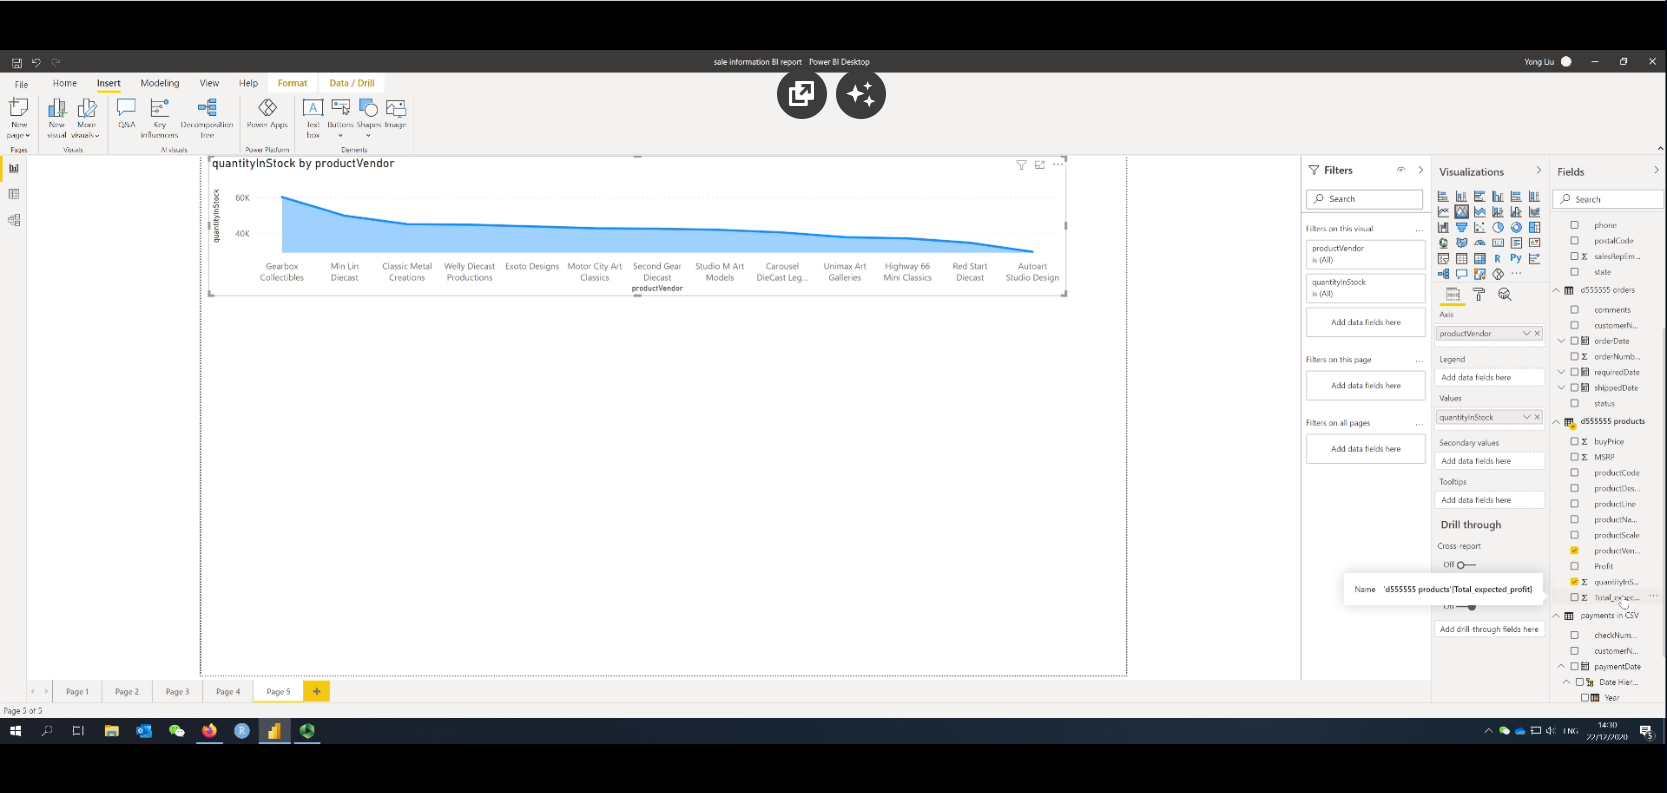 sale information BI report   Power BI Desktop
Yong Liu
File
Home
Insert
Modeling
View
Help
Format
Data / Drill
New page
New visual
More visuals
Q&A
Key influencers
Decomposition tree
Power Apps
Text box
Buttons
Shapes
Image
Pages
Visuals
AI visuals
Power Platform
Elements
quantityInStock by productVendor
quantityInStock
60K
40K
Gearbox Collectibles
Min Lin Diecast
Classic Metal Creations
Welly Diecast Productions
Exoto Designs
Motor City Art Classics
Second Gear Diecast
Studio M Art Models
Carousel DieCast Leg...
Unimax Art Galleries
Highway 66 Mini Classics
Red Start Diecast
Autoart Studio Design
productVendor
Filters
Search
Filters on this visual
...
productVendor
is (All)
quantityInStock
is (All)
Add data fields here
Filters on this page
...
Add data fields here
Filters on all pages
...
Add data fields here
Visualizations
R
Py
...
Axis
productVendor
Legend
Add data fields here
Values
quantityInStock
Secondary values
Add data fields here
Tooltips
Add data fields here
Drill through
Cross-report
Off
Name 'd555555 products'[Total_expected_profit]
Add drill-through fields here
Fields
Search
phone
postalCode
salesRepEm...
state
d555555 orders
comments
customerN...
orderDate
orderNumb...
requiredDate
shippedDate
status
d555555 products
buyPrice
MSRP
productCode
productDes...
productLine
productNa...
productScale
productVen...
Profit
quantityInS...
Total_expec...
payments in CSV
checkNum...
customerN...
paymentDate
Date Hier...
Year
Page 1
Page 2
Page 3
Page 4
Page 5
+
Page 5 of 5
R
ENG
14:30
22/12/2020
5